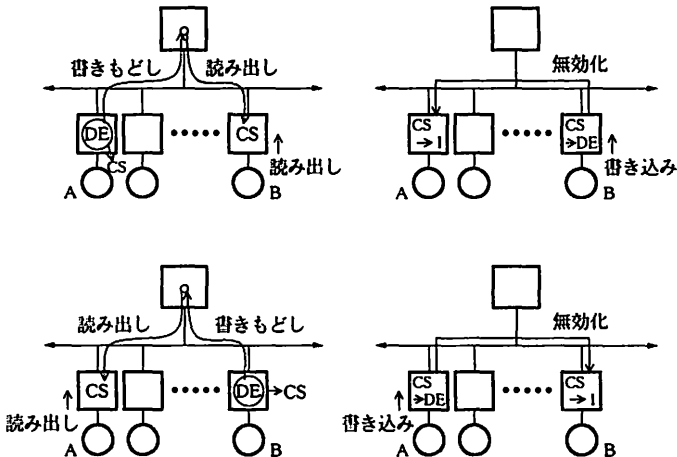 書きもどし 読み出し
DE CS
CS
読み出し
A B
無効化
CS →I CS →DE
書き込み
A B
読み出し 書きもどし
CS DE →CS
読み出し
A B
無効化
CS →DE CS →I
書き込み
A B